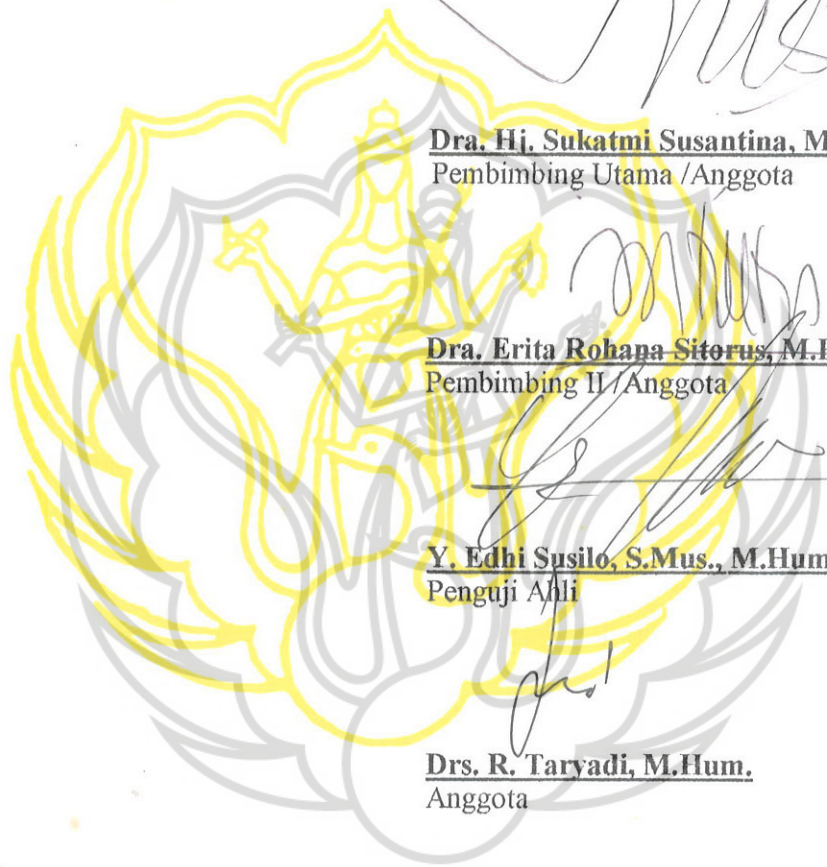 Dra. Hj. Sukatmi Susantina, M
Pembimbing Utama /Anggota
Dra. Erita Rohana Sitorus, M.
Pembimbing II /Anggota
Y. Edhi Susilo, S.Mus., M.Hum
Penguji Ahli
Drs. R. Taryadi, M.Hum.
Anggota